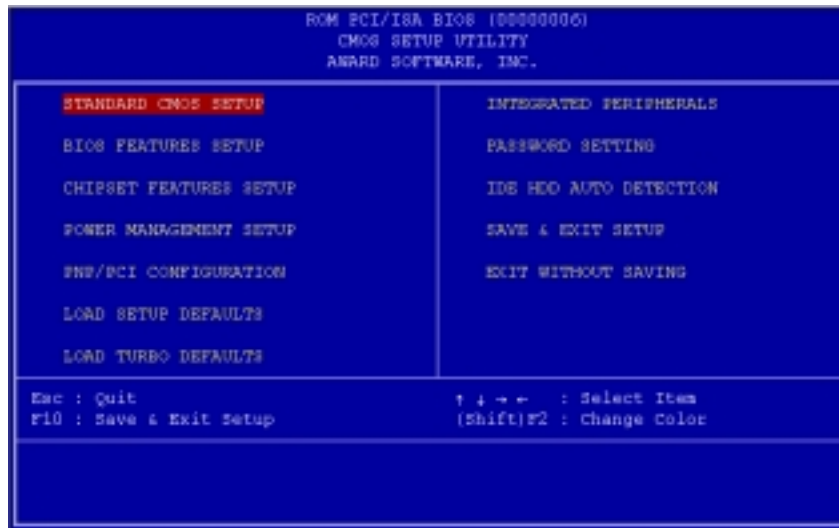 ROM PCI/ISA BIOS (00000006)
CMOS SETUP UTILITY
AWARD SOFTWARE, INC.
STANDARD CMOS SETUP
BIOS FEATURES SETUP
CHIPSET FEATURES SETUP
POWER MANAGEMENT SETUP
PNP/PCI CONFIGURATION
LOAD SETUP DEFAULTS
LOAD TURBO DEFAULTS
INTEGRATED PERIPHERALS
PASSWORD SETTING
IDE HDD AUTO DETECTION
SAVE & EXIT SETUP
EXIT WITHOUT SAVING
Esc : Quit
F10 : Save & Exit Setup
↑ ↓ → ← : Select Item
(Shift)F2 : Change Color